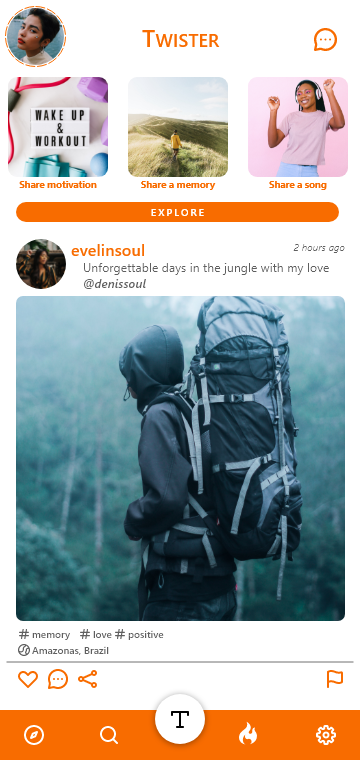 TWISTER
WAKE UP
&
WORKOUT
Share motivation
Share a memory
Share a song
EXPLORE
evelinsoul
2 hours ago
Unforgettable days in the jungle with my love
@denissoul
# memory # love # positive
Amazonas, Brazil
T